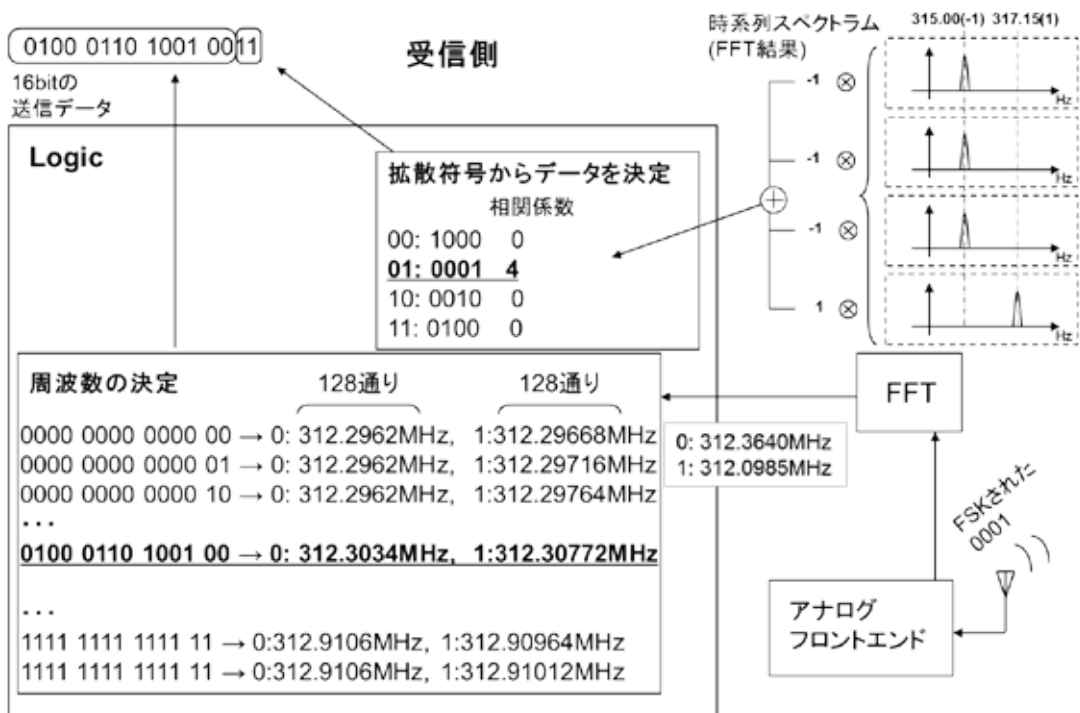 0100 0110 1001 0011
16bitの
送信データ
受信側
時系列スペクトラム
(FFT結果)
315.00(-1) 317.15(1)
-1 ⊗
Hz
-1 ⊗
Hz
-1 ⊗
Hz
1 ⊗
Hz
Logic
拡散符号からデータを決定
相関係数
00: 1000 0
01: 0001 4
10: 0010 0
11: 0100 0
周波数の決定 128通り 128通り
0000 0000 0000 00 → 0: 312.2962MHz, 1:312.29668MHz
0000 0000 0000 01 → 0: 312.2962MHz, 1:312.29716MHz
0000 0000 0000 10 → 0: 312.2962MHz, 1:312.29764MHz
・・・
0100 0110 1001 00 → 0: 312.3034MHz, 1:312.30772MHz
・・・
1111 1111 1111 11 → 0:312.9106MHz, 1:312.90964MHz
1111 1111 1111 11 → 0:312.9106MHz, 1:312.91012MHz
FFT
0: 312.3640MHz
1: 312.0985MHz
FSKされた
0001
アナログ
フロントエンド